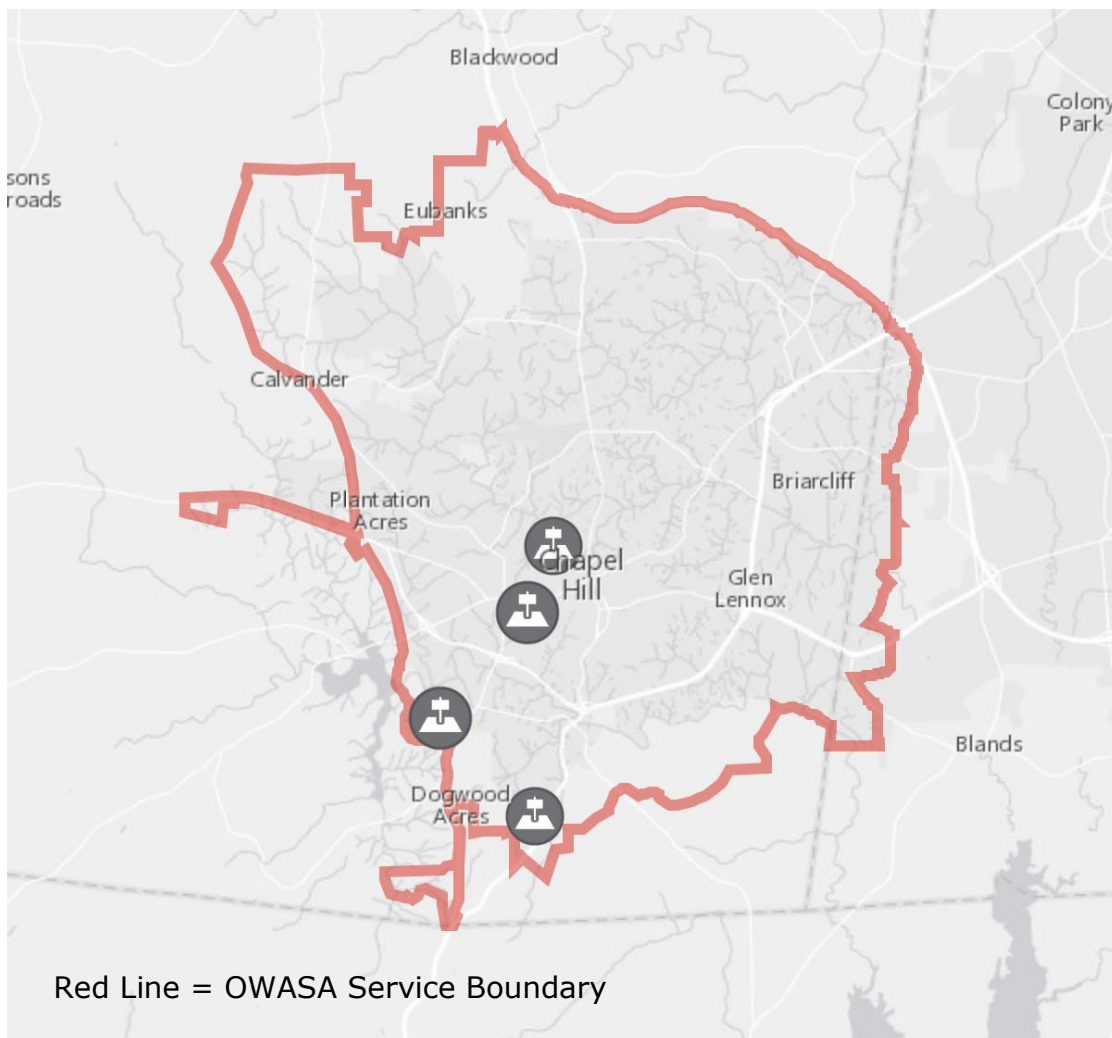 Blackwood
Colony
Park
sons
roads
Eubanks
Calvander
Briarcliff
Plantation
Acres
Chapel
Hill
Glen
Lennox
Blands
Dogwood
Acres
Red Line = OWASA Service Boundary